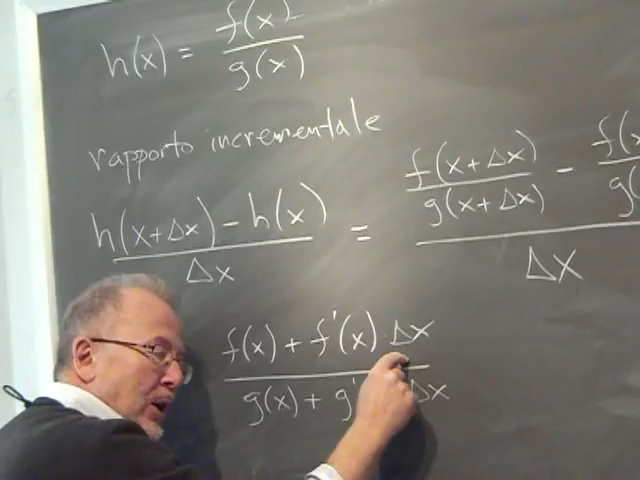 h(x) = f(x) / g(x)
rapporto incrementale
(h(x+Δx) - h(x)) / Δx = (f(x+Δx) / g(x+Δx) - f(x / g() / Δx
(f(x) + f'(x)·Δx) / (g(x) + g' Δx)